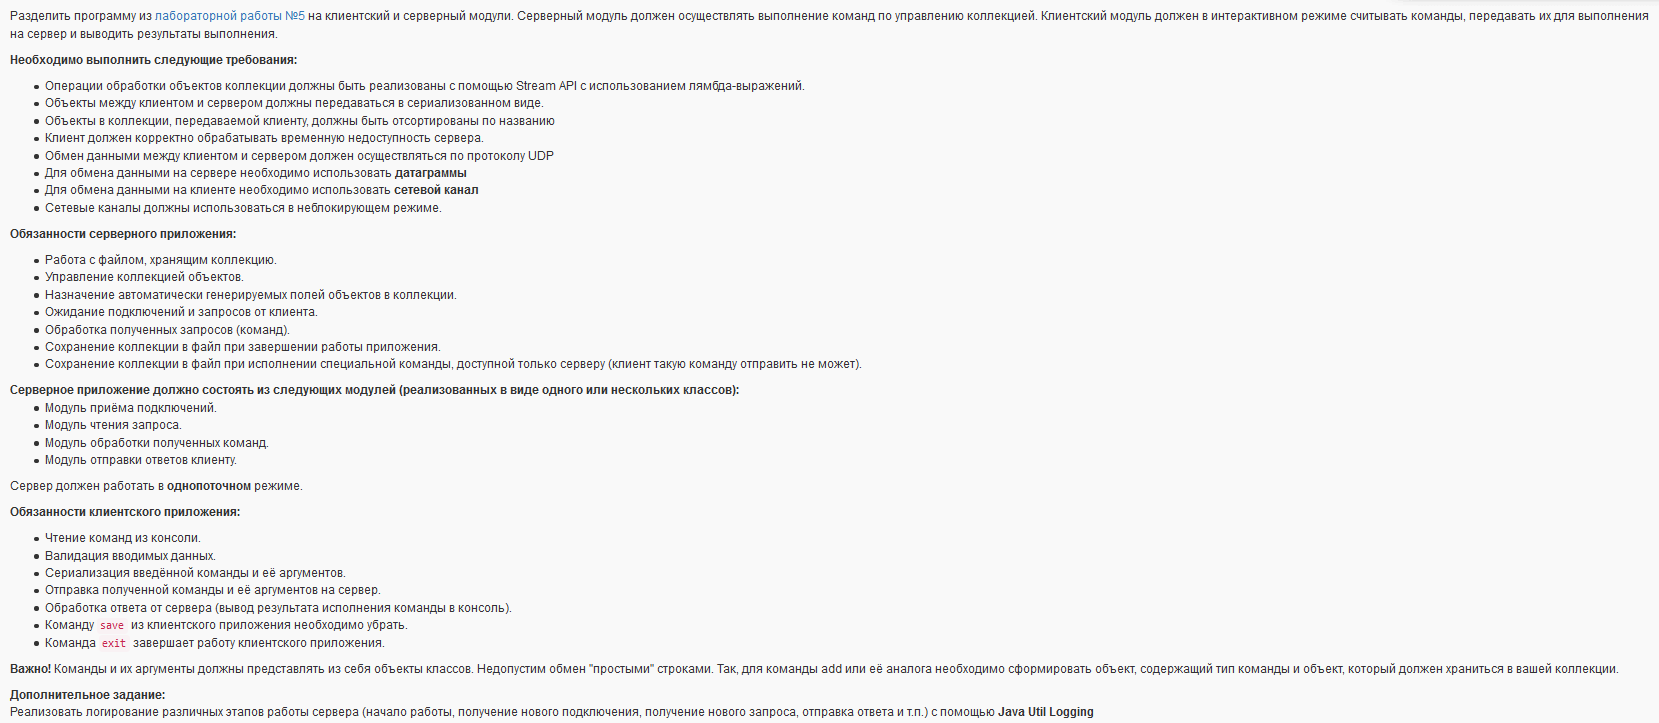 Разделить программу из лабораторной работы №5 на клиентский и серверный модули. Серверный модуль должен осуществлять выполнение команд по управлению коллекцией. Клиентский модуль должен в интерактивном режиме считывать команды, передавать их для выполнения
на сервер и выводить результаты выполнения.
Необходимо выполнить следующие требования:
• Операции обработки объектов коллекции должны быть реализованы с помощью Stream API с использованием лямбда-выражений.
• Объекты между клиентом и сервером должны передаваться в сериализованном виде.
• Объекты в коллекции, передаваемой клиенту, должны быть отсортированы по названию
• Клиент должен корректно обрабатывать временную недоступность сервера.
• Обмен данными между клиентом и сервером должен осуществляться по протоколу UDP
• Для обмена данными на сервере необходимо использовать датаграммы
• Для обмена данными на клиенте необходимо использовать сетевой канал
• Сетевые каналы должны использоваться в неблокирующем режиме.
Обязанности серверного приложения:
• Работа с файлом, хранящим коллекцию.
• Управление коллекцией объектов.
• Назначение автоматически генерируемых полей объектов в коллекции.
• Ожидание подключений и запросов от клиента.
• Обработка полученных запросов (команд).
• Сохранение коллекции в файл при завершении работы приложения.
• Сохранение коллекции в файл при исполнении специальной команды, доступной только серверу (клиент такую команду отправить не может).
Серверное приложение должно состоять из следующих модулей (реализованных в виде одного или нескольких классов):
• Модуль приёма подключений.
• Модуль чтения запроса.
• Модуль обработки полученных команд.
• Модуль отправки ответов клиенту.
Сервер должен работать в однопоточном режиме.
Обязанности клиентского приложения:
• Чтение команд из консоли.
• Валидация вводимых данных.
• Сериализация введённой команды и её аргументов.
• Отправка полученной команды и её аргументов на сервер.
• Обработка ответа от сервера (вывод результата исполнения команды в консоль).
• Команду save из клиентского приложения необходимо убрать.
• Команда exit завершает работу клиентского приложения.
Важно! Команды и их аргументы должны представлять из себя объекты классов. Недопустим обмен "простыми" строками. Так, для команды add или её аналога необходимо сформировать объект, содержащий тип команды и объект, который должен храниться в вашей коллекции.
Дополнительное задание:
Реализовать логирование различных этапов работы сервера (начало работы, получение нового подключения, получение нового запроса, отправка ответа и т.п.) с помощью Java Util Logging